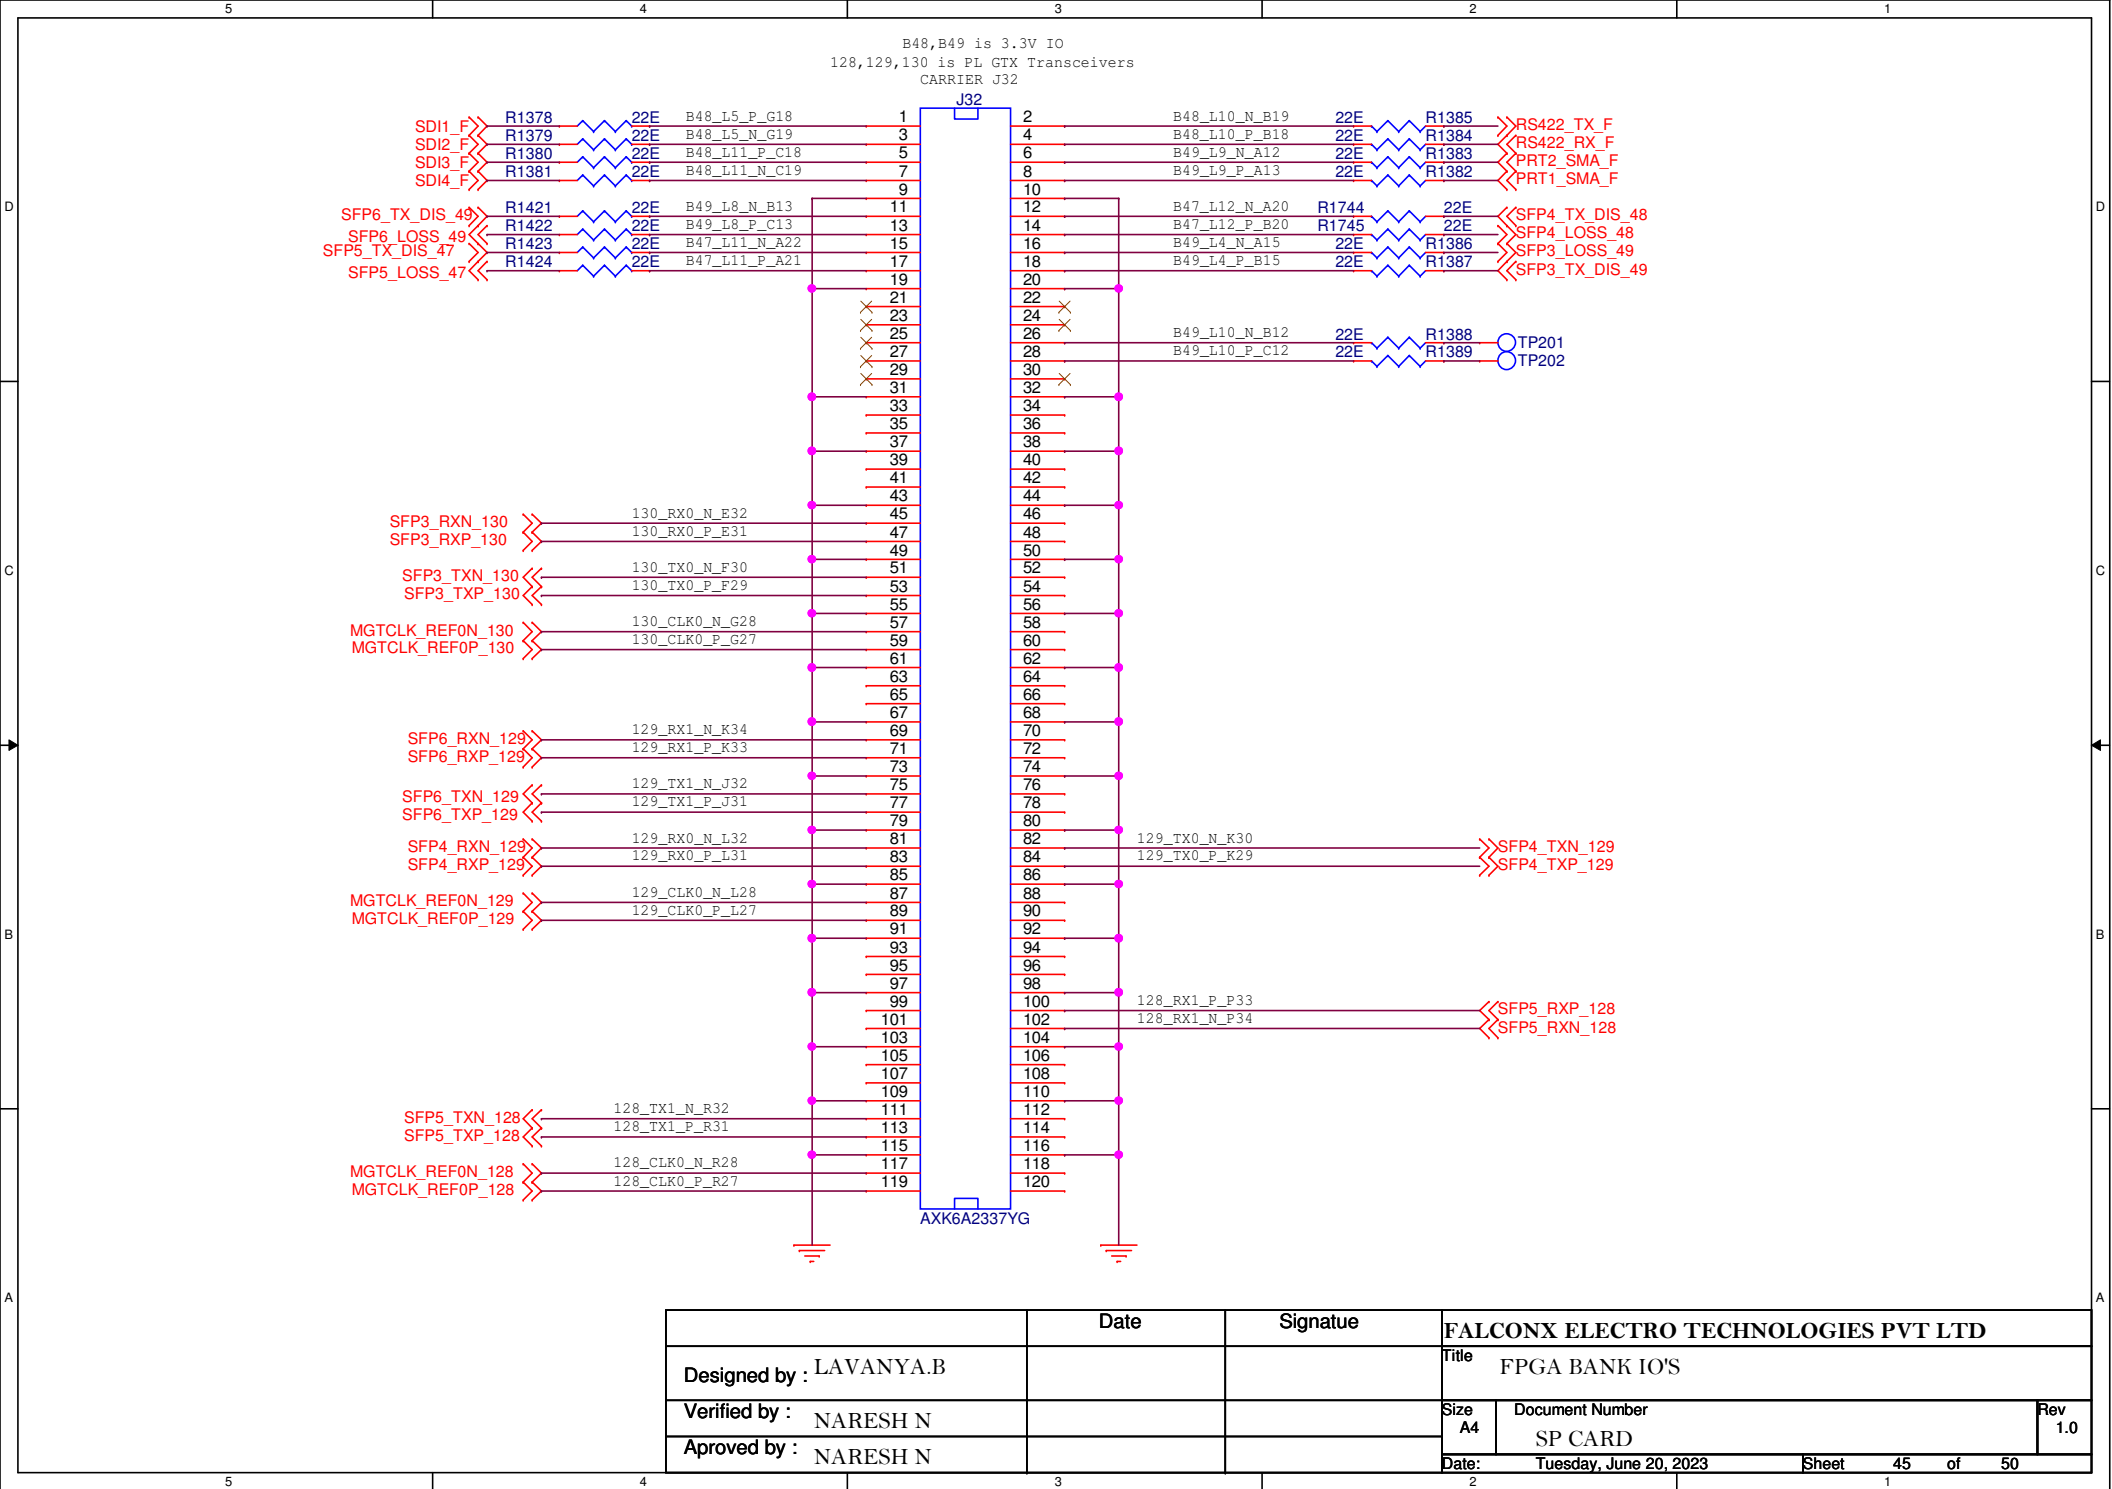 5 4 3 2 1
B48,B49 is 3.3V IO
128,129,130 is PL GTX Transceivers
CARRIER J32
J32
SDI1_F R1378 22E B48_L5_P_G18 1 2 B48_L10_N_B19 22E R1385 RS422_TX_F
SDI2_F R1379 22E B48_L5_N_G19 3 4 B48_L10_P_B18 22E R1384 RS422_RX_F
SDI3_F R1380 22E B48_L11_P_C18 5 6 B49_L9_N_A12 22E R1383 PRT2_SMA_F
SDI4_F R1381 22E B48_L11_N_C19 7 8 B49_L9_P_A13 22E R1382 PRT1_SMA_F
9 10
D D
SFP6_TX_DIS_49 R1421 22E B49_L8_N_B13 11 12 B47_L12_N_A20 R1744 22E SFP4_TX_DIS_48
SFP6_LOSS_49 R1422 22E B49_L8_P_C13 13 14 B47_L12_P_B20 R1745 22E SFP4_LOSS_48
SFP5_TX_DIS_47 R1423 22E B47_L11_N_A22 15 16 B49_L4_N_A15 22E R1386 SFP3_LOSS_49
SFP5_LOSS_47 R1424 22E B47_L11_P_A21 17 18 B49_L4_P_B15 22E R1387 SFP3_TX_DIS_49
19 20
21 22
23 24
25 26 B49_L10_N_B12 22E R1388 TP201
27 28 B49_L10_P_C12 22E R1389 TP202
29 30
31 32
33 34
35 36
37 38
39 40
41 42
43 44
SFP3_RXN_130 130_RX0_N_E32 45 46
SFP3_RXP_130 130_RX0_P_E31 47 48
49 50
C C
SFP3_TXN_130 130_TX0_N_F30 51 52
SFP3_TXP_130 130_TX0_P_F29 53 54
55 56
MGTCLK_REF0N_130 130_CLK0_N_G28 57 58
MGTCLK_REF0P_130 130_CLK0_P_G27 59 60
61 62
63 64
65 66
67 68
SFP6_RXN_129 129_RX1_N_K34 69 70
SFP6_RXP_129 129_RX1_P_K33 71 72
73 74
SFP6_TXN_129 129_TX1_N_J32 75 76
SFP6_TXP_129 129_TX1_P_J31 77 78
79 80
SFP4_RXN_129 129_RX0_N_L32 81 82 129_TX0_N_K30 SFP4_TXN_129
SFP4_RXP_129 129_RX0_P_L31 83 84 129_TX0_P_K29 SFP4_TXP_129
85 86
MGTCLK_REF0N_129 129_CLK0_N_L28 87 88
MGTCLK_REF0P_129 129_CLK0_P_L27 89 90
91 92
B B
93 94
95 96
97 98
99 100 128_RX1_P_P33 SFP5_RXP_128
101 102 128_RX1_N_P34 SFP5_RXN_128
103 104
105 106
107 108
109 110
SFP5_TXN_128 128_TX1_N_R32 111 112
SFP5_TXP_128 128_TX1_P_R31 113 114
115 116
MGTCLK_REF0N_128 128_CLK0_N_R28 117 118
MGTCLK_REF0P_128 128_CLK0_P_R27 119 120
AXK6A2337YG
A A
Date Signatue FALCONX ELECTRO TECHNOLOGIES PVT LTD
Designed by : LAVANYA.B Title FPGA BANK IO'S
Verified by : NARESH N Size A4 Document Number SP CARD Rev 1.0
Aproved by : NARESH N
Date: Tuesday, June 20, 2023 Sheet 45 of 50
5 4 3 2 1